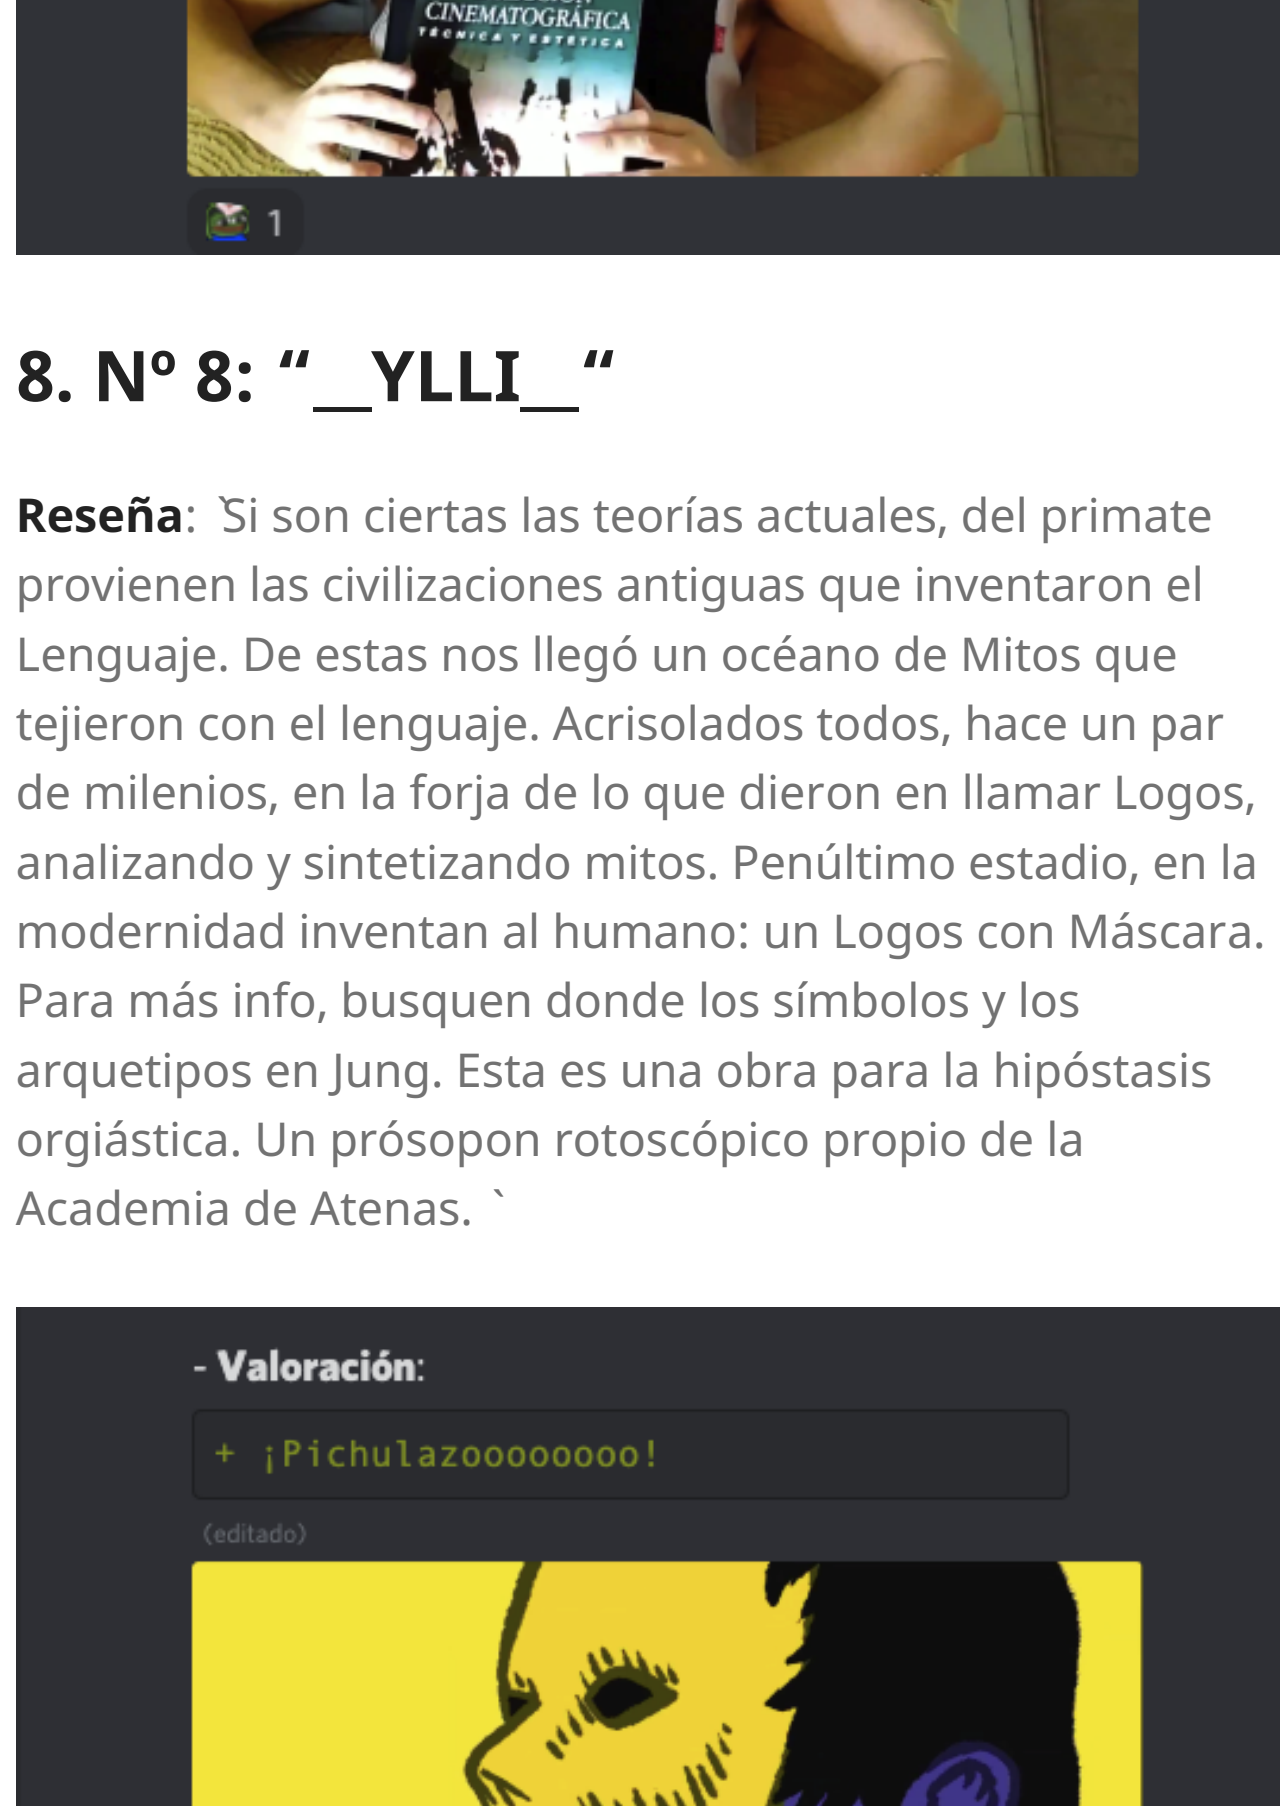 CINEMATOGRÁFICA
TÉCNICA Y ESTÉTICA
1
8. Nº 8: “__YLLI__“
Reseña: `Si son ciertas las teorías actuales, del primate
provienen las civilizaciones antiguas que inventaron el
Lenguaje. De estas nos llegó un océano de Mitos que
tejieron con el lenguaje. Acrisolados todos, hace un par
de milenios, en la forja de lo que dieron en llamar Logos,
analizando y sintetizando mitos. Penúltimo estadio, en la
modernidad inventan al humano: un Logos con Máscara.
Para más info, busquen donde los símbolos y los
arquetipos en Jung. Esta es una obra para la hipóstasis
orgiástica. Un prósopon rotoscópico propio de la
Academia de Atenas. `
- Valoración:
+ ¡Pichulazoooooooo!
(editado)